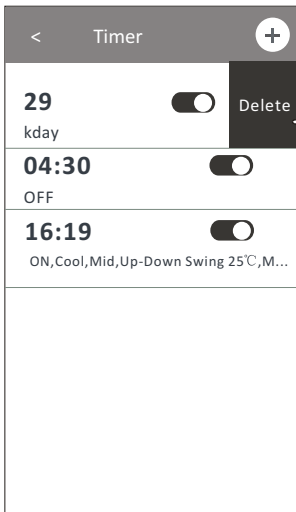 < Timer +
29 Delete
kday
04:30
OFF
16:19
ON,Cool,Mid,Up-Down Swing 25℃,M...